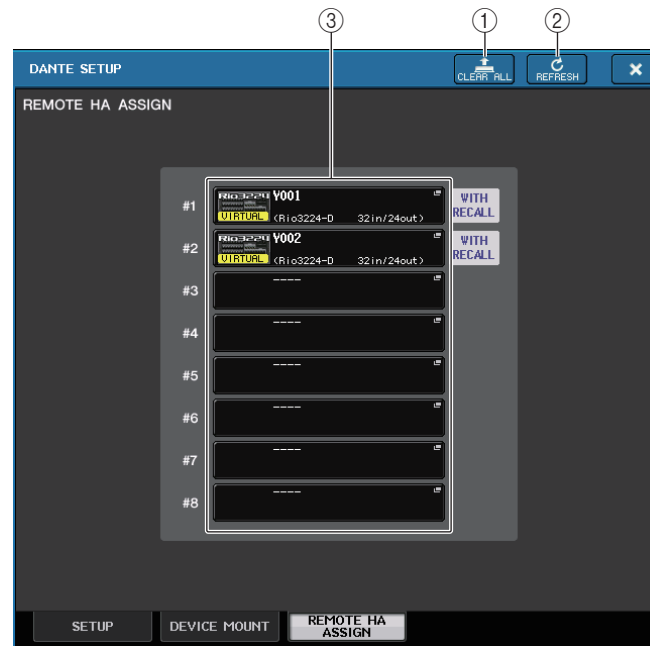 ③ ① ②
DANTE SETUP
CLEAR ALL
REFRESH
×
REMOTE HA ASSIGN
#1
Rio3224
VIRTUAL
Y001
(Rio3224-D 32in/24out)
WITH
RECALL
#2
Rio3224
VIRTUAL
Y002
(Rio3224-D 32in/24out)
WITH
RECALL
#3 ----
#4 ----
#5 ----
#6 ----
#7 ----
#8 ----
SETUP
DEVICE MOUNT
REMOTE HA
ASSIGN